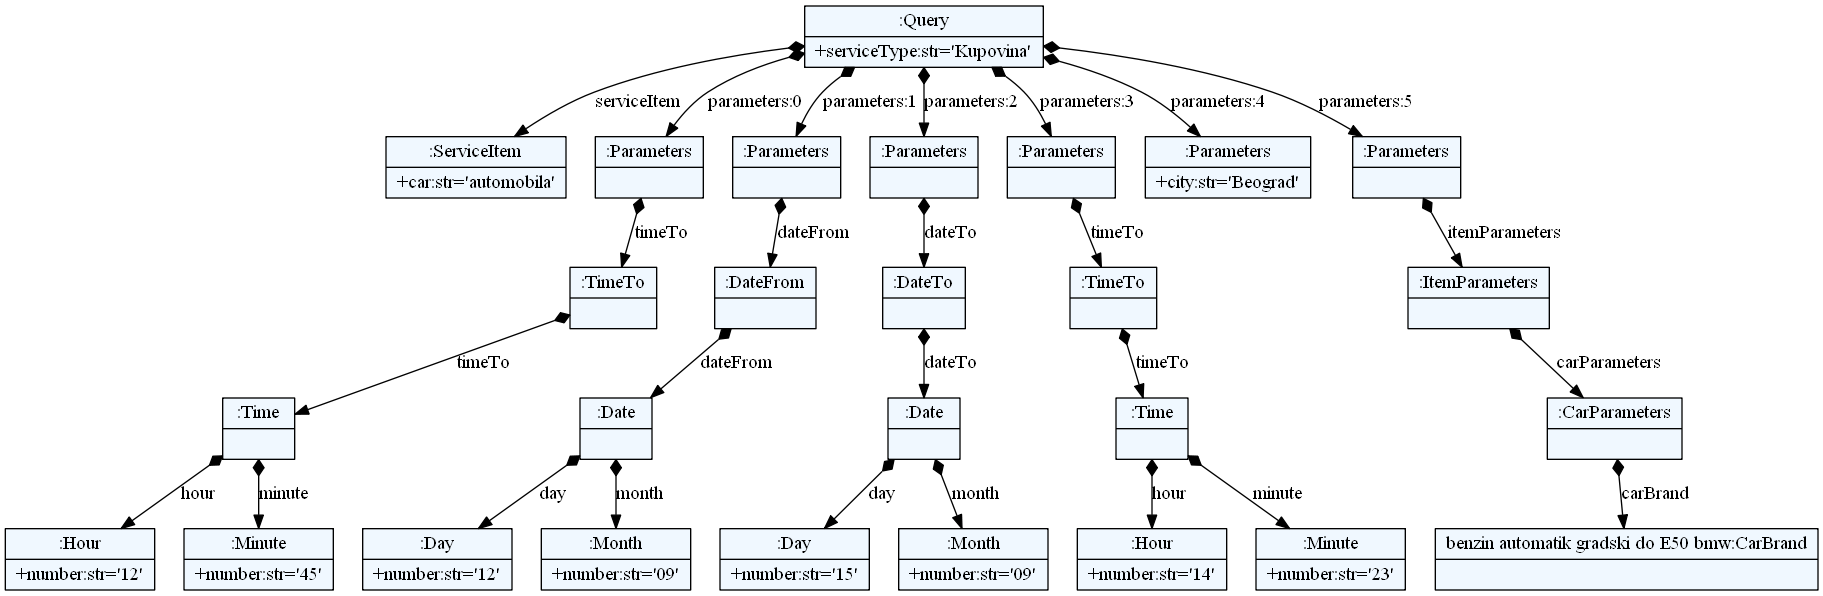 :Query
+serviceType:str='Kupovina'
serviceItem
parameters:0
parameters:1
parameters:2
parameters:3
parameters:4
parameters:5
:ServiceItem
+car:str='automobila'
:Parameters
:Parameters
:Parameters
:Parameters
:Parameters
+city:str='Beograd'
:Parameters
timeTo
dateFrom
dateTo
timeTo
itemParameters
:TimeTo
:DateFrom
:DateTo
:TimeTo
:ItemParameters
timeTo
dateFrom
dateTo
timeTo
carParameters
:Time
:Date
:Date
:Time
:CarParameters
hour
minute
day
month
day
month
hour
minute
carBrand
:Hour
+number:str='12'
:Minute
+number:str='45'
:Day
+number:str='12'
:Month
+number:str='09'
:Day
+number:str='15'
:Month
+number:str='09'
:Hour
+number:str='14'
:Minute
+number:str='23'
benzin automatik gradski do E50 bmw:CarBrand